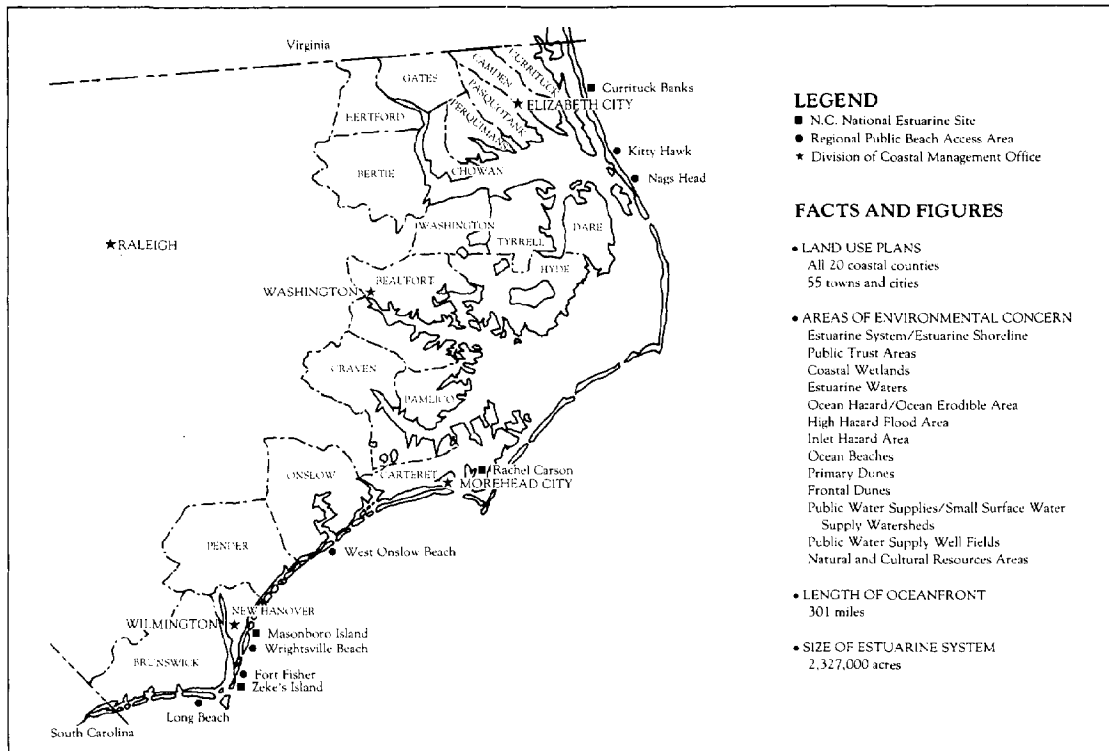 Virginia
GATES
CAMDEN
CURRITUCK
PASQUOTANK
PERQUIMANS
HERTFORD
CHOWAN
BERTIE
■ Currituck Banks
★ ELIZABETH CITY
● Kitty Hawk
● Nags Head
WASHINGTON
TYRRELL
DARE
HYDE
★RALEIGH
BEAUFORT
WASHINGTON ★
CRAVEN
PAMLICO
■ Rachel Carson
CARTERET
★ MOREHEAD CITY
ONSLOW
PENDER
● West Onslow Beach
NEW HANOVER
WILMINGTON ★
■ Masonboro Island
● Wrightsville Beach
BRUNSWICK
● Fort Fisher
■ Zeke's Island
● Long Beach
South Carolina
LEGEND
■ N.C. National Estuarine Site
● Regional Public Beach Access Area
★ Division of Coastal Management Office
FACTS AND FIGURES
• LAND USE PLANS
All 20 coastal counties
55 towns and cities
• AREAS OF ENVIRONMENTAL CONCERN
Estuarine System/Estuarine Shoreline
Public Trust Areas
Coastal Wetlands
Estuarine Waters
Ocean Hazard/Ocean Erodible Area
High Hazard Flood Area
Inlet Hazard Area
Ocean Beaches
Primary Dunes
Frontal Dunes
Public Water Supplies/Small Surface Water
Supply Watersheds
Public Water Supply Well Fields
Natural and Cultural Resources Areas
• LENGTH OF OCEANFRONT
301 miles
• SIZE OF ESTUARINE SYSTEM
2,327,000 acres